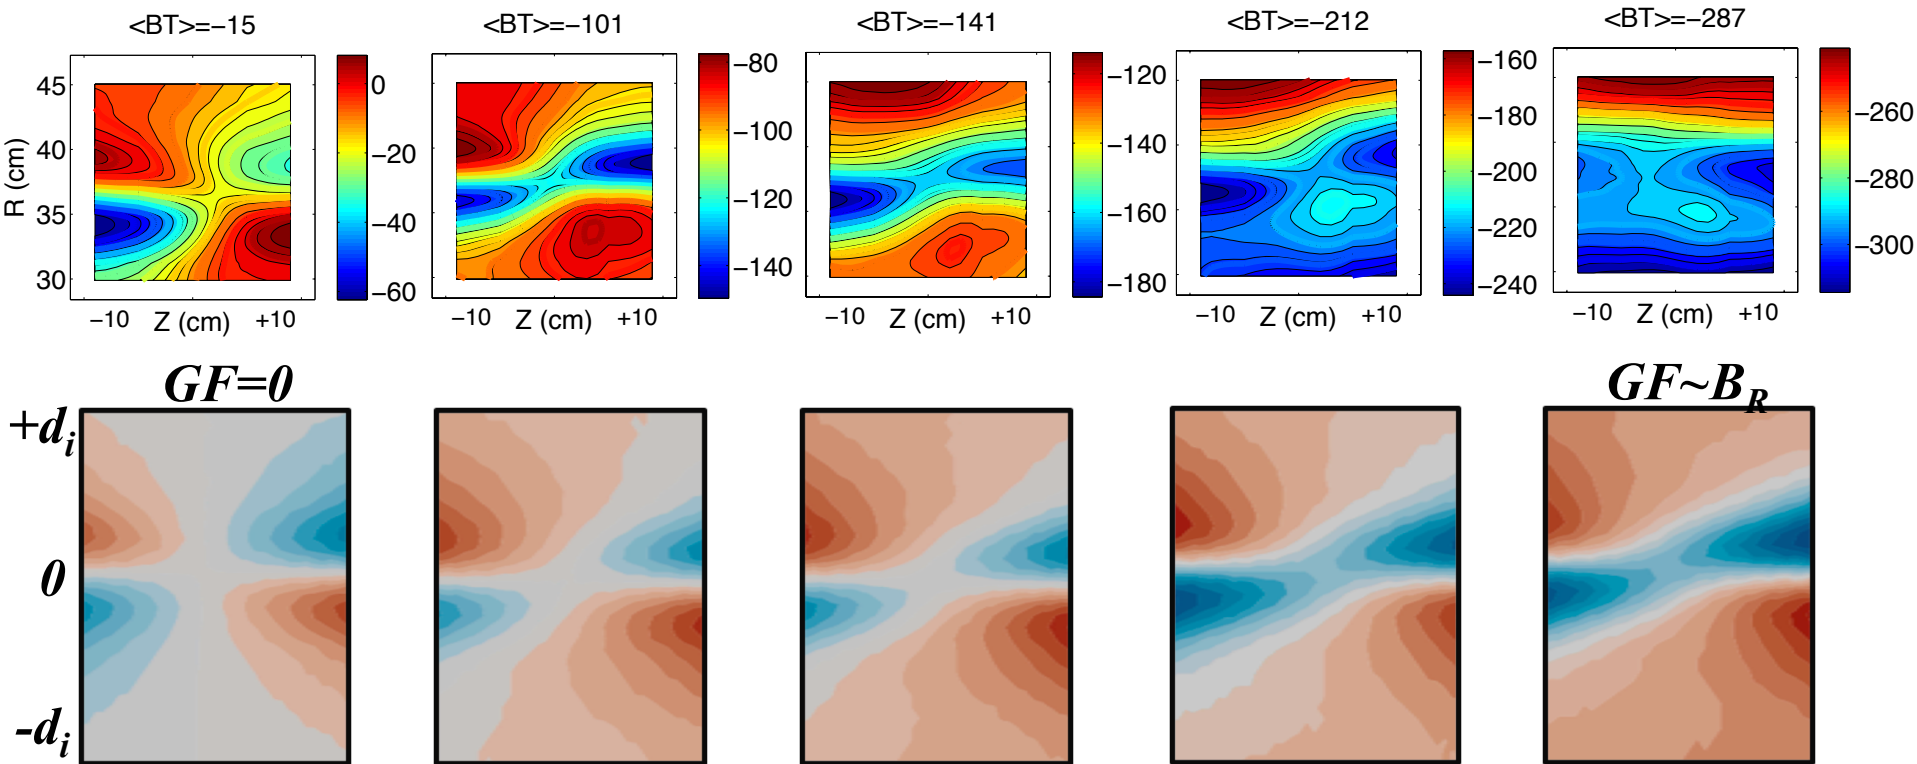 <BT>=−15
<BT>=−101
<BT>=−141
<BT>=−212
<BT>=−287
R (cm)
45
40
35
30
0
−20
−40
−60
−80
−100
−120
−140
−120
−140
−160
−180
−160
−180
−200
−220
−240
−260
−280
−300
−10 Z (cm) +10
−10 Z (cm) +10
−10 Z (cm) +10
−10 Z (cm) +10
−10 Z (cm) +10
GF=0
GF~B_R
+d_i
0
-d_i